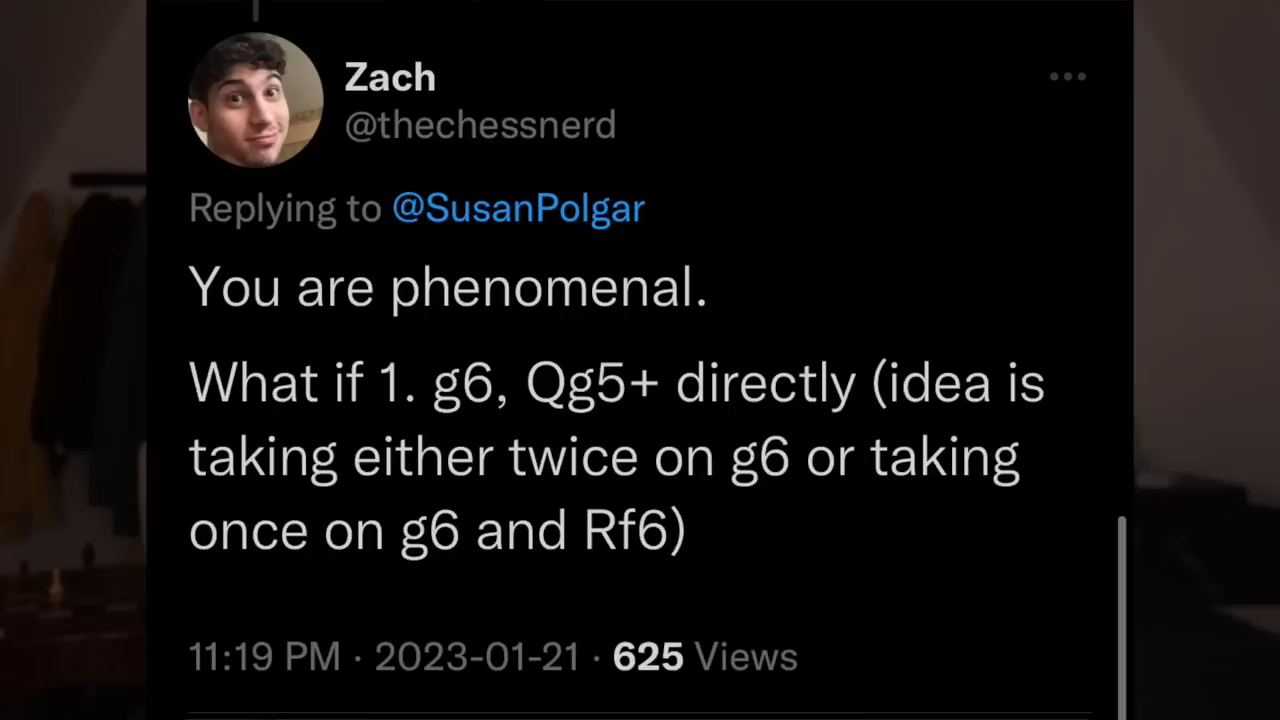 Zach
@thechessnerd
Replying to @SusanPolgar
You are phenomenal.
What if 1. g6, Qg5+ directly (idea is
taking either twice on g6 or taking
once on g6 and Rf6)
11:19 PM · 2023-01-21 · 625 Views